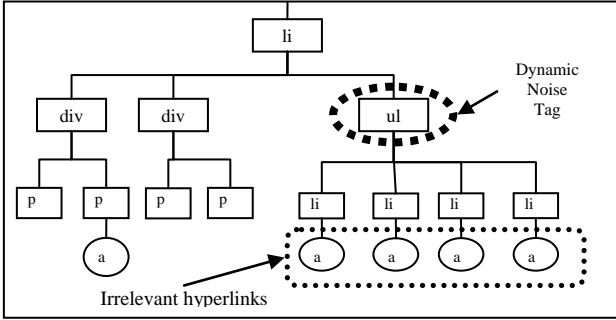 li
Dynamic
Noise
Tag
div div ul
p p p p li li li li
a a a a a
Irrelevant hyperlinks